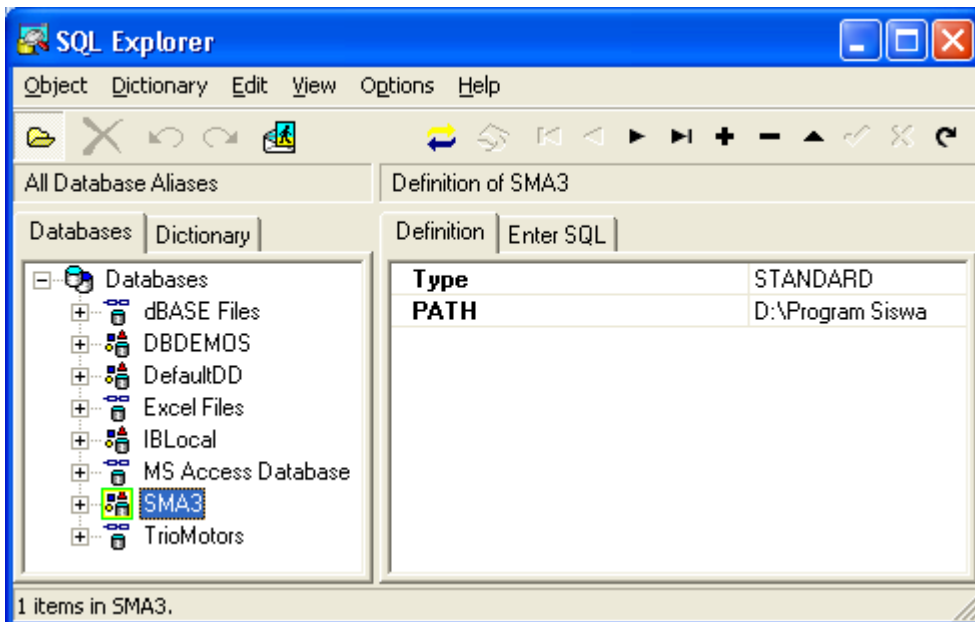 SQL Explorer
Object Dictionary Edit View Options Help
All Database Aliases
Definition of SMA3
Databases Dictionary
Definition Enter SQL
Databases
dBASE Files
DBDEMOS
DefaultDD
Excel Files
IBLocal
MS Access Database
SMA3
TrioMotors
Type STANDARD
PATH D:\Program Siswa
1 items in SMA3.